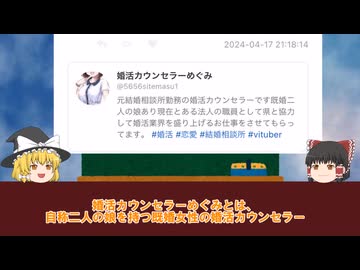 2024-04-17 21:18:14
婚活カウンセラーめぐみ
@5656sitemasu1
元結婚相談所勤務の婚活カウンセラーです既婚二
人の娘あり現在とある法人の職員として県と協力
して婚活業界を盛り上げるお仕事をさせてもらっ
てます。 #婚活 #恋愛 #結婚相談所 #vituber
婚活カウンセラーめぐみとは、
自称二人の娘を持つ既婚女性の婚活カウンセラー